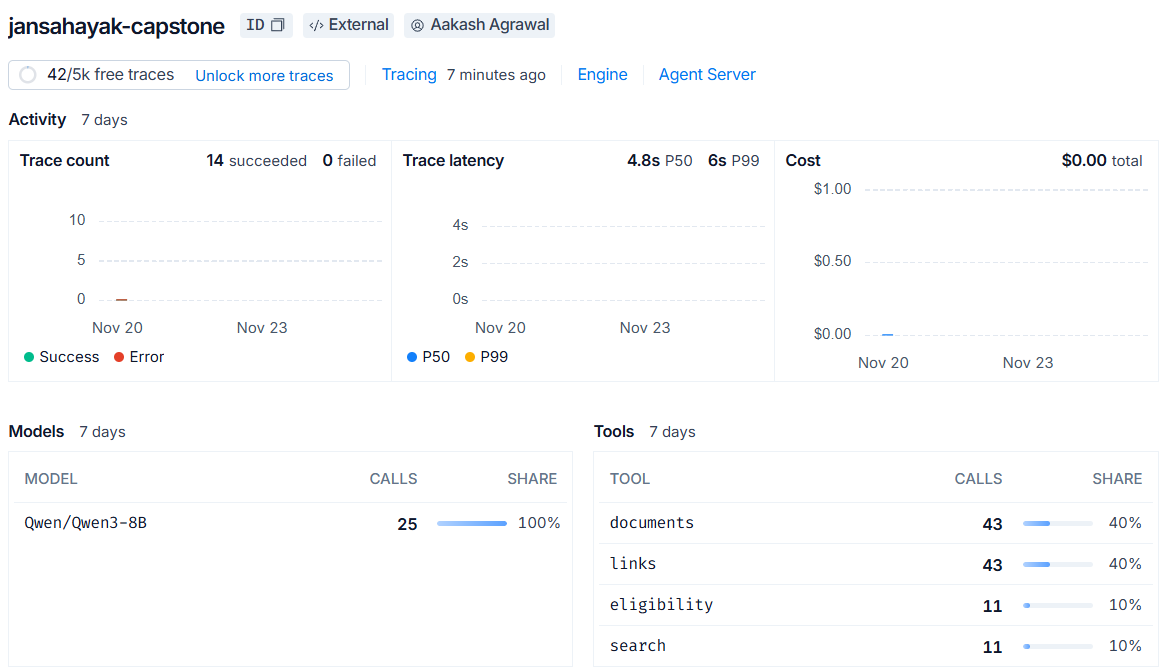 jansahayak-capstone ID External Aakash Agrawal
42/5k free traces Unlock more traces Tracing 7 minutes ago Engine Agent Server
Activity 7 days
Trace count 14 succeeded 0 failed
10
5
0
Nov 20 Nov 23
Success Error
Trace latency 4.8s P50 6s P99
4s
2s
0s
Nov 20 Nov 23
P50 P99
Cost $0.00 total
$1.00
$0.50
$0.00
Nov 20 Nov 23
Models 7 days
MODEL CALLS SHARE
Qwen/Qwen3-8B 25 100%
Tools 7 days
TOOL CALLS SHARE
documents 43 40%
links 43 40%
eligibility 11 10%
search 11 10%